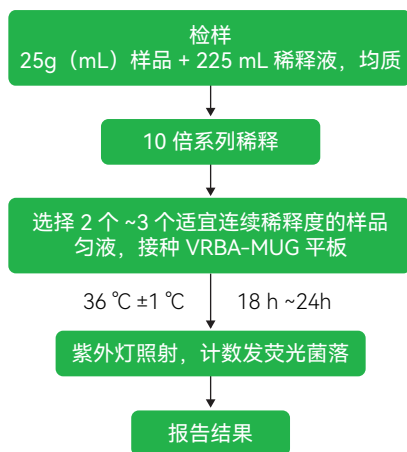 检样
25g（mL）样品 + 225 mL 稀释液，均质
10 倍系列稀释
选择 2 个 ~3 个适宜连续稀释度的样品
匀液，接种 VRBA-MUG 平板
36 ℃ ±1 ℃ 18 h ~24h
紫外灯照射，计数发荧光菌落
报告结果